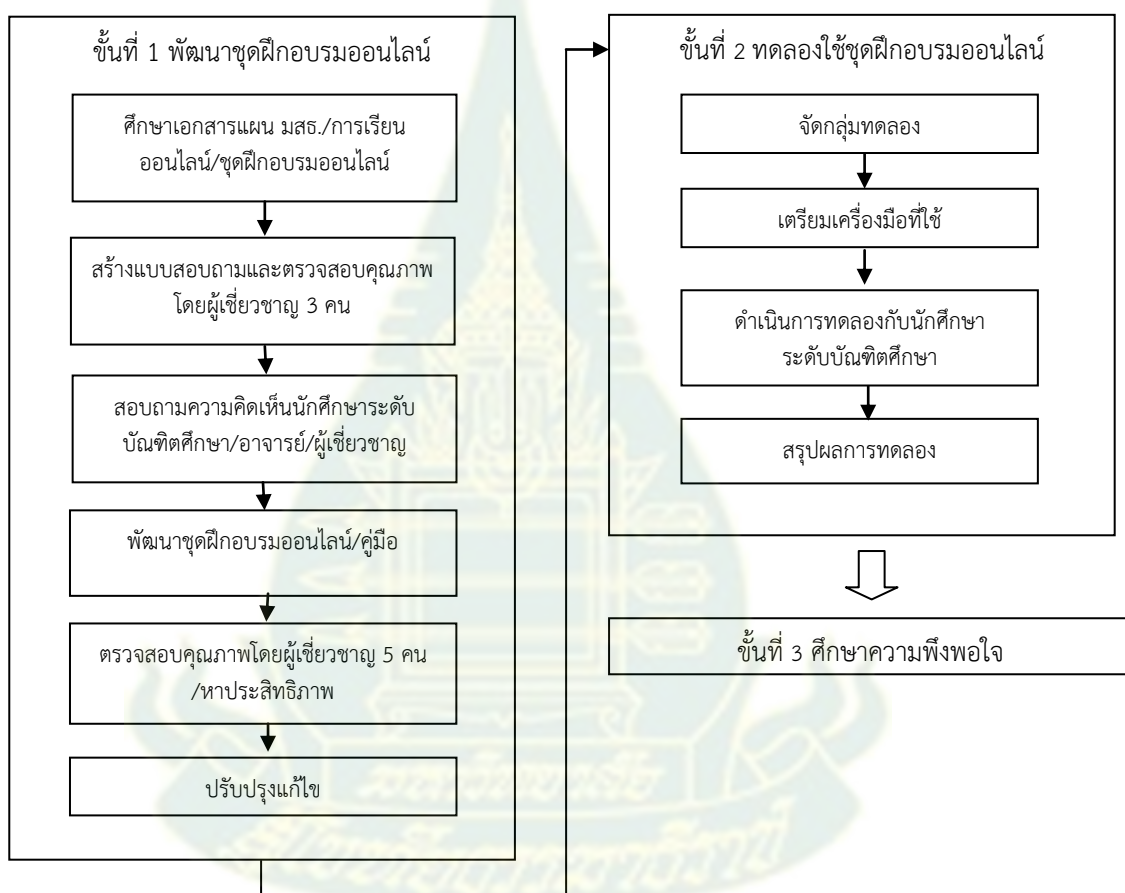 ขั้นที่ 1 พัฒนาชุดฝึกอบรมออนไลน์
ศึกษาเอกสารแผน มสธ./การเรียน
ออนไลน์/ชุดฝึกอบรมออนไลน์
สร้างแบบสอบถามและตรวจสอบคุณภาพ
โดยผู้เชี่ยวชาญ 3 คน
สอบถามความคิดเห็นนักศึกษาระดับ
บัณฑิตศึกษา/อาจารย์/ผู้เชี่ยวชาญ
พัฒนาชุดฝึกอบรมออนไลน์/คู่มือ
ตรวจสอบคุณภาพโดยผู้เชี่ยวชาญ 5 คน
/หาประสิทธิภาพ
ปรับปรุงแก้ไข
ขั้นที่ 2 ทดลองใช้ชุดฝึกอบรมออนไลน์
จัดกลุ่มทดลอง
เตรียมเครื่องมือที่ใช้
ดำเนินการทดลองกับนักศึกษา
ระดับบัณฑิตศึกษา
สรุปผลการทดลอง
ขั้นที่ 3 ศึกษาความพึงพอใจ